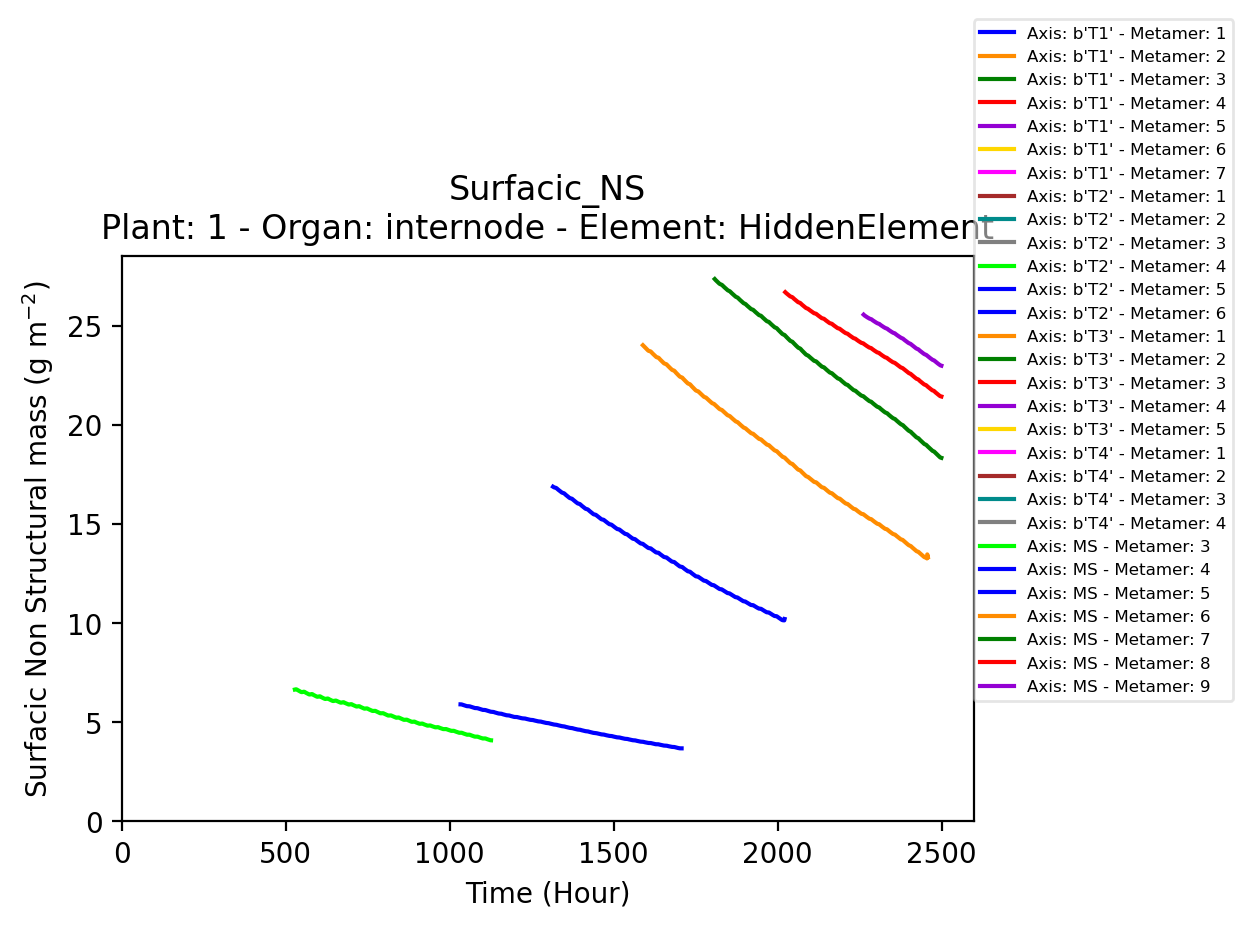 Surfacic_NS
Plant: 1 - Organ: internode - Element: HiddenElement
Surfacic Non Structural mass (g m⁻²)
25
20
15
10
5
0
0 500 1000 1500 2000 2500
Time (Hour)
Axis: b'T1' - Metamer: 1
Axis: b'T1' - Metamer: 2
Axis: b'T1' - Metamer: 3
Axis: b'T1' - Metamer: 4
Axis: b'T1' - Metamer: 5
Axis: b'T1' - Metamer: 6
Axis: b'T1' - Metamer: 7
Axis: b'T2' - Metamer: 1
Axis: b'T2' - Metamer: 2
Axis: b'T2' - Metamer: 3
Axis: b'T2' - Metamer: 4
Axis: b'T2' - Metamer: 5
Axis: b'T2' - Metamer: 6
Axis: b'T3' - Metamer: 1
Axis: b'T3' - Metamer: 2
Axis: b'T3' - Metamer: 3
Axis: b'T3' - Metamer: 4
Axis: b'T3' - Metamer: 5
Axis: b'T4' - Metamer: 1
Axis: b'T4' - Metamer: 2
Axis: b'T4' - Metamer: 3
Axis: b'T4' - Metamer: 4
Axis: MS - Metamer: 3
Axis: MS - Metamer: 4
Axis: MS - Metamer: 5
Axis: MS - Metamer: 6
Axis: MS - Metamer: 7
Axis: MS - Metamer: 8
Axis: MS - Metamer: 9